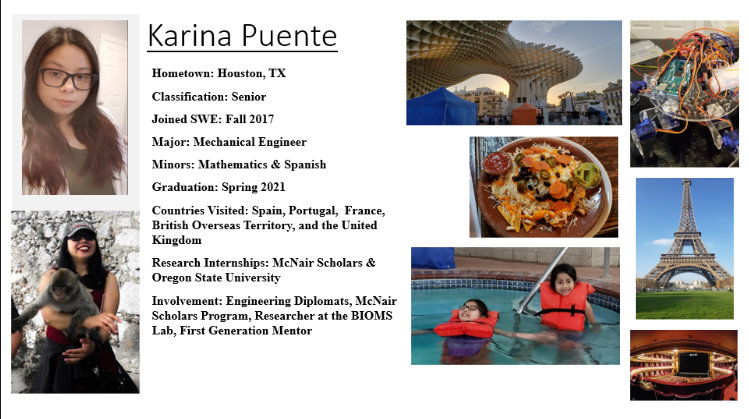 Karina Puente
Hometown: Houston, TX
Classification: Senior
Joined SWE: Fall 2017
Major: Mechanical Engineer
Minors: Mathematics & Spanish
Graduation: Spring 2021
Countries Visited: Spain, Portugal, France,
British Overseas Territory, and the United
Kingdom
Research Internships: McNair Scholars &
Oregon State University
Involvement: Engineering Diplomats, McNair
Scholars Program, Researcher at the BIOMS
Lab, First Generation Mentor